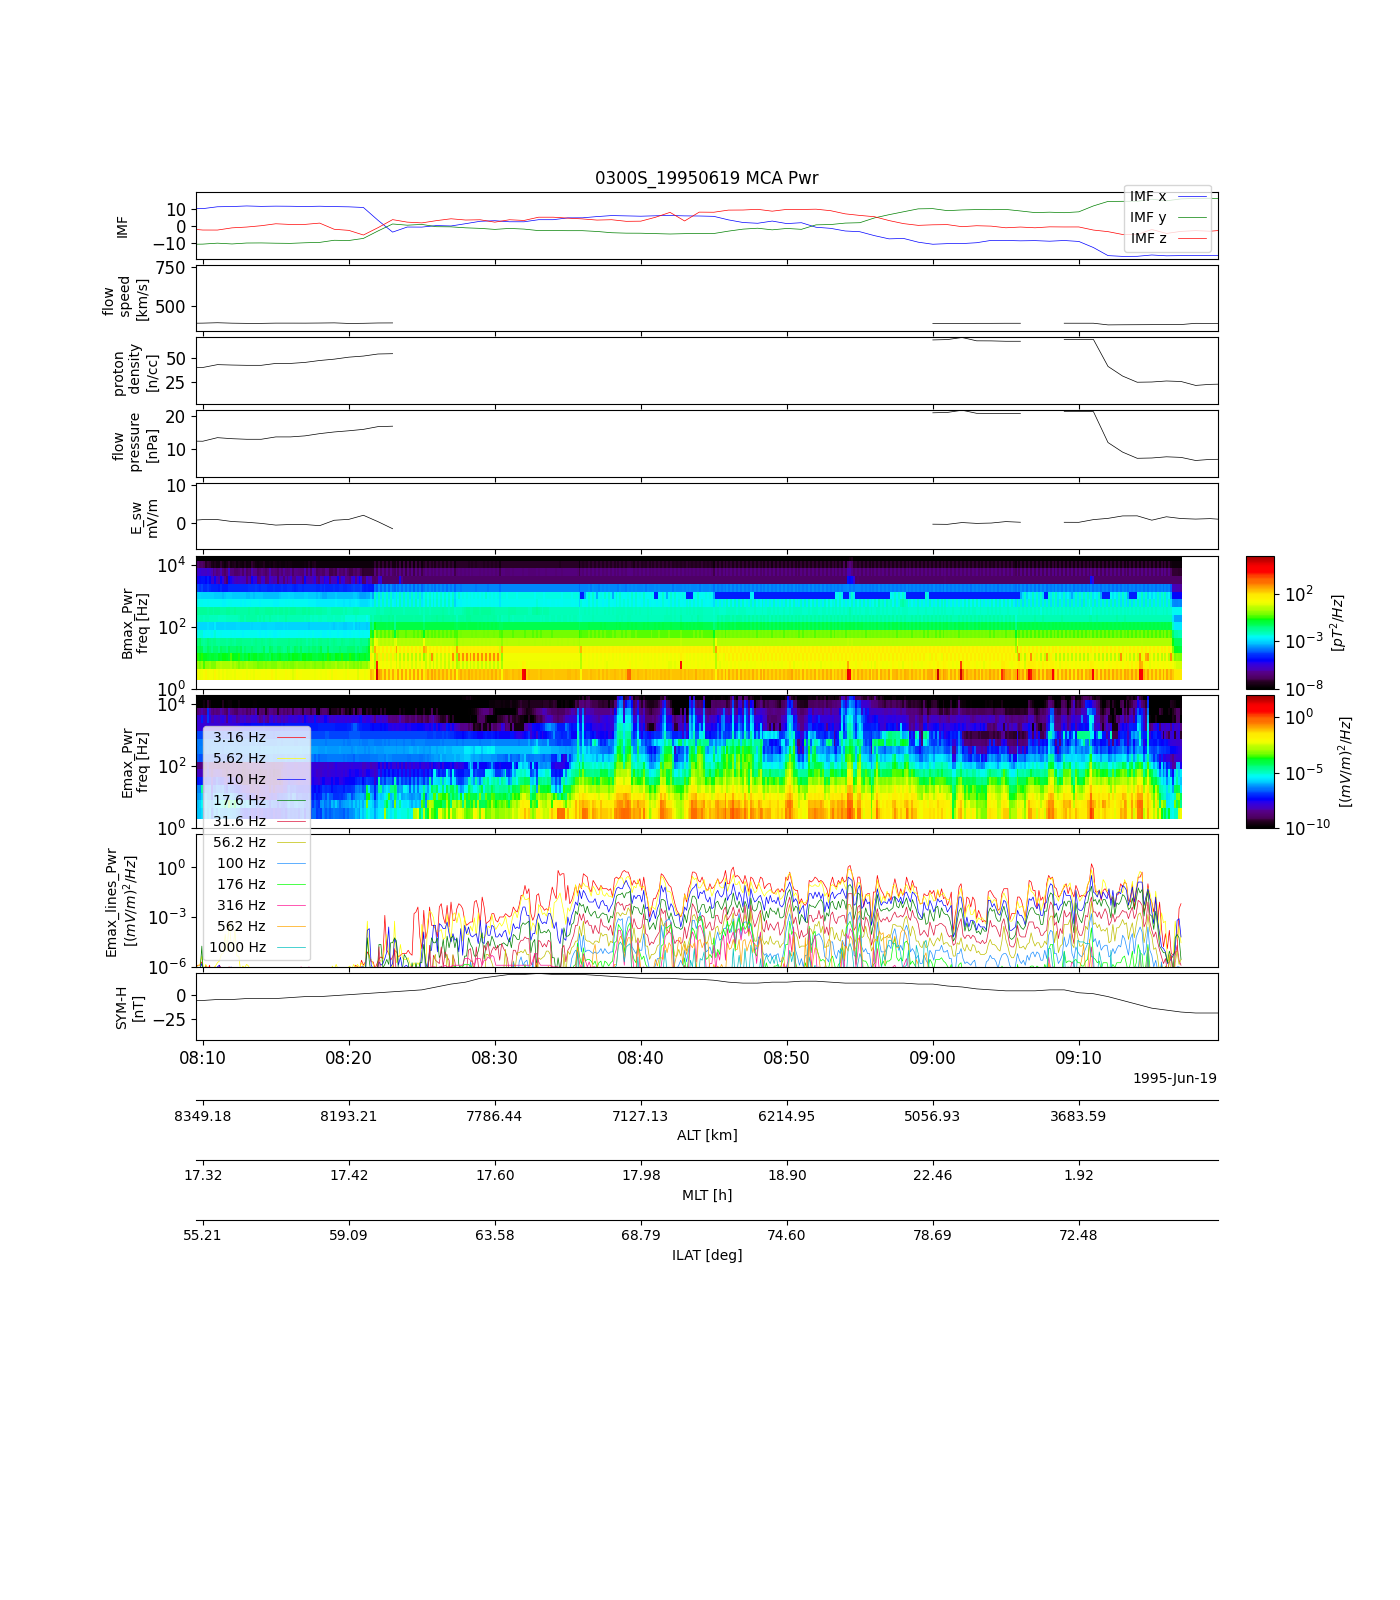 0300S_19950619 MCA Pwr
IMF
10
0
−10
IMF x
IMF y
IMF z
flow
speed
[km/s]
750
500
proton
density
[n/cc]
50
25
flow
pressure
[nPa]
20
10
E_sw
mV/m
10
0
Bmax_Pwr
freq [Hz]
10^4
10^2
10^0
10^2
10^-3
10^-8
[pT^2/Hz]
Emax_Pwr
freq [Hz]
10^4
10^2
10^0
10^0
10^-5
10^-10
[(mV/m)^2/Hz]
3.16 Hz
5.62 Hz
10 Hz
17.6 Hz
31.6 Hz
56.2 Hz
100 Hz
176 Hz
316 Hz
562 Hz
1000 Hz
Emax_lines_Pwr
[(mV/m)^2/Hz]
10^0
10^-3
10^-6
SYM-H
[nT]
0
−25
08:10 08:20 08:30 08:40 08:50 09:00 09:10
1995-Jun-19
8349.18 8193.21 7786.44 7127.13 6214.95 5056.93 3683.59
ALT [km]
17.32 17.42 17.60 17.98 18.90 22.46 1.92
MLT [h]
55.21 59.09 63.58 68.79 74.60 78.69 72.48
ILAT [deg]